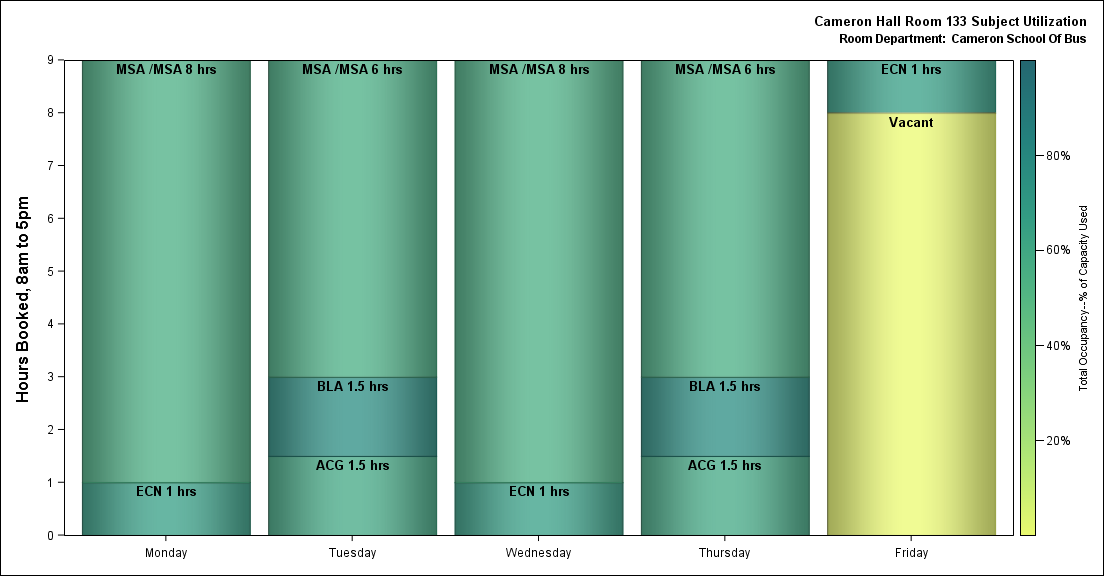 Cameron Hall Room 133 Subject Utilization
Room Department: Cameron School Of Bus
Hours Booked, 8am to 5pm
9
8
7
6
5
4
3
2
1
0
MSA /MSA 8 hrs
ECN 1 hrs
MSA /MSA 6 hrs
BLA 1.5 hrs
ACG 1.5 hrs
MSA /MSA 8 hrs
ECN 1 hrs
MSA /MSA 6 hrs
BLA 1.5 hrs
ACG 1.5 hrs
ECN 1 hrs
Vacant
Monday
Tuesday
Wednesday
Thursday
Friday
80%
60%
40%
20%
Total Occupancy--% of Capacity Used